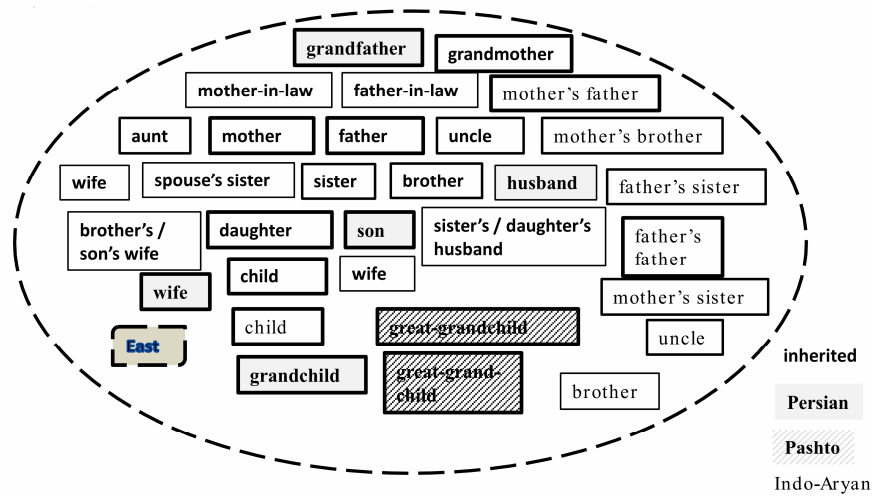 grandfather
grandmother
mother-in-law
father-in-law
mother's father
aunt
mother
father
uncle
mother's brother
wife
spouse's sister
sister
brother
husband
father's sister
brother's /
son's wife
daughter
son
sister's / daughter's
husband
father's
father
wife
child
wife
mother's sister
East
child
great-grandchild
uncle
inherited
grandchild
great-grand-
child
brother
Persian
Pashto
Indo-Aryan